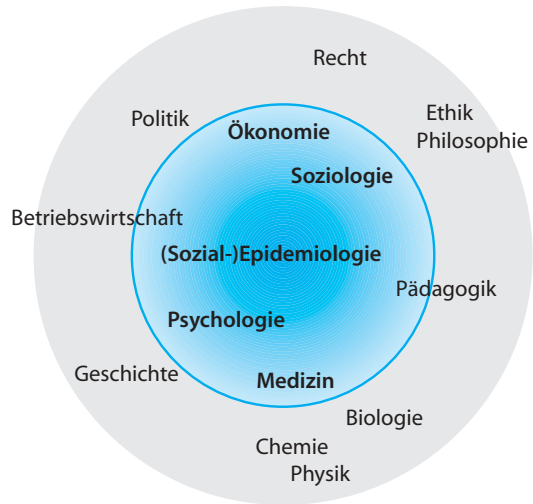 Recht
Ethik
Philosophie
Politik
Ökonomie
Soziologie
Betriebswirtschaft
(Sozial-)Epidemiologie
Pädagogik
Psychologie
Geschichte
Medizin
Biologie
Chemie
Physik